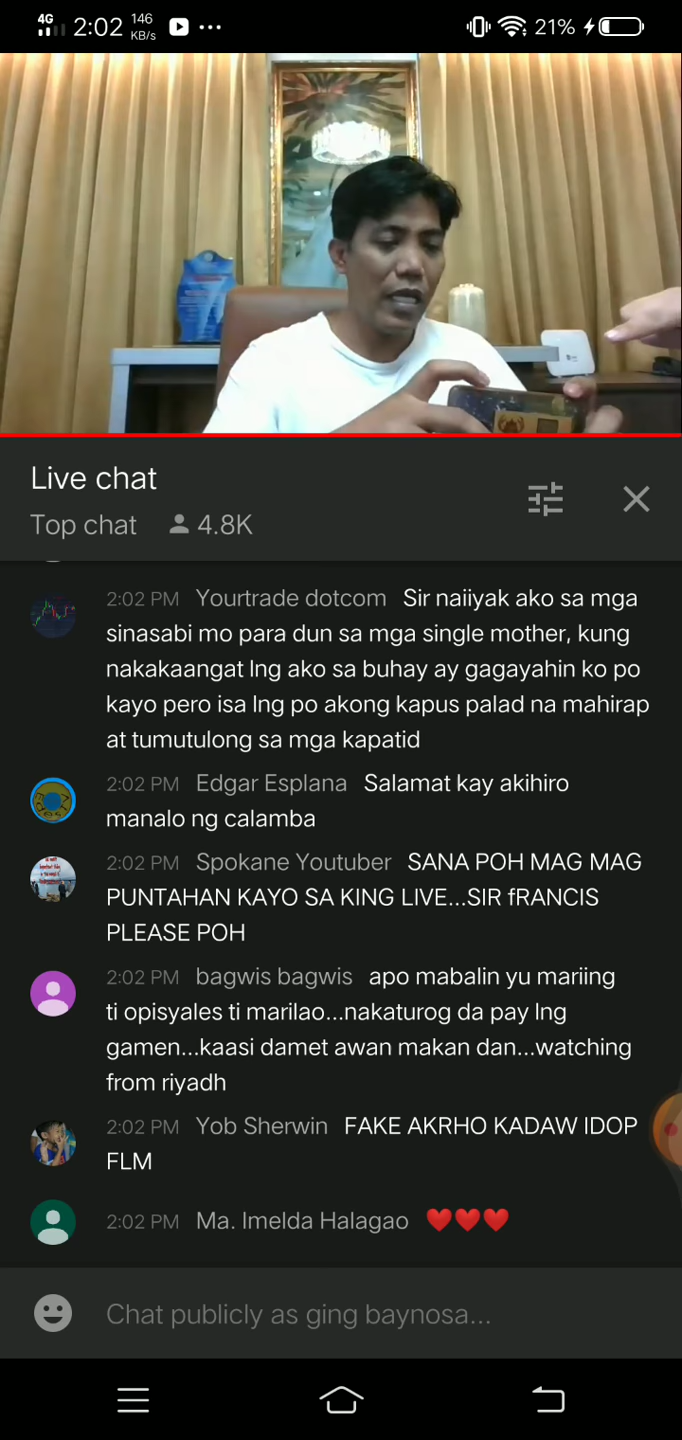 4G 2:02 146 KB/s 21%
Live chat
Top chat 4.8K
2:02 PM Yourtrade dotcom Sir naiiyak ako sa mga
sinasabi mo para dun sa mga single mother, kung
nakakaangat lng ako sa buhay ay gagayahin ko po
kayo pero isa lng po akong kapus palad na mahirap
at tumutulong sa mga kapatid
2:02 PM Edgar Esplana Salamat kay akihiro
manalo ng calamba
2:02 PM Spokane Youtuber SANA POH MAG MAG
PUNTAHAN KAYO SA KING LIVE...SIR fRANCIS
PLEASE POH
2:02 PM bagwis bagwis apo mabalin yu mariing
ti opisyales ti marilao...nakaturog da pay lng
gamen...kaasi damet awan makan dan...watching
from riyadh
2:02 PM Yob Sherwin FAKE AKRHO KADAW IDOP
FLM
2:02 PM Ma. Imelda Halagao ❤️❤️❤️
Chat publicly as ging baynosa...